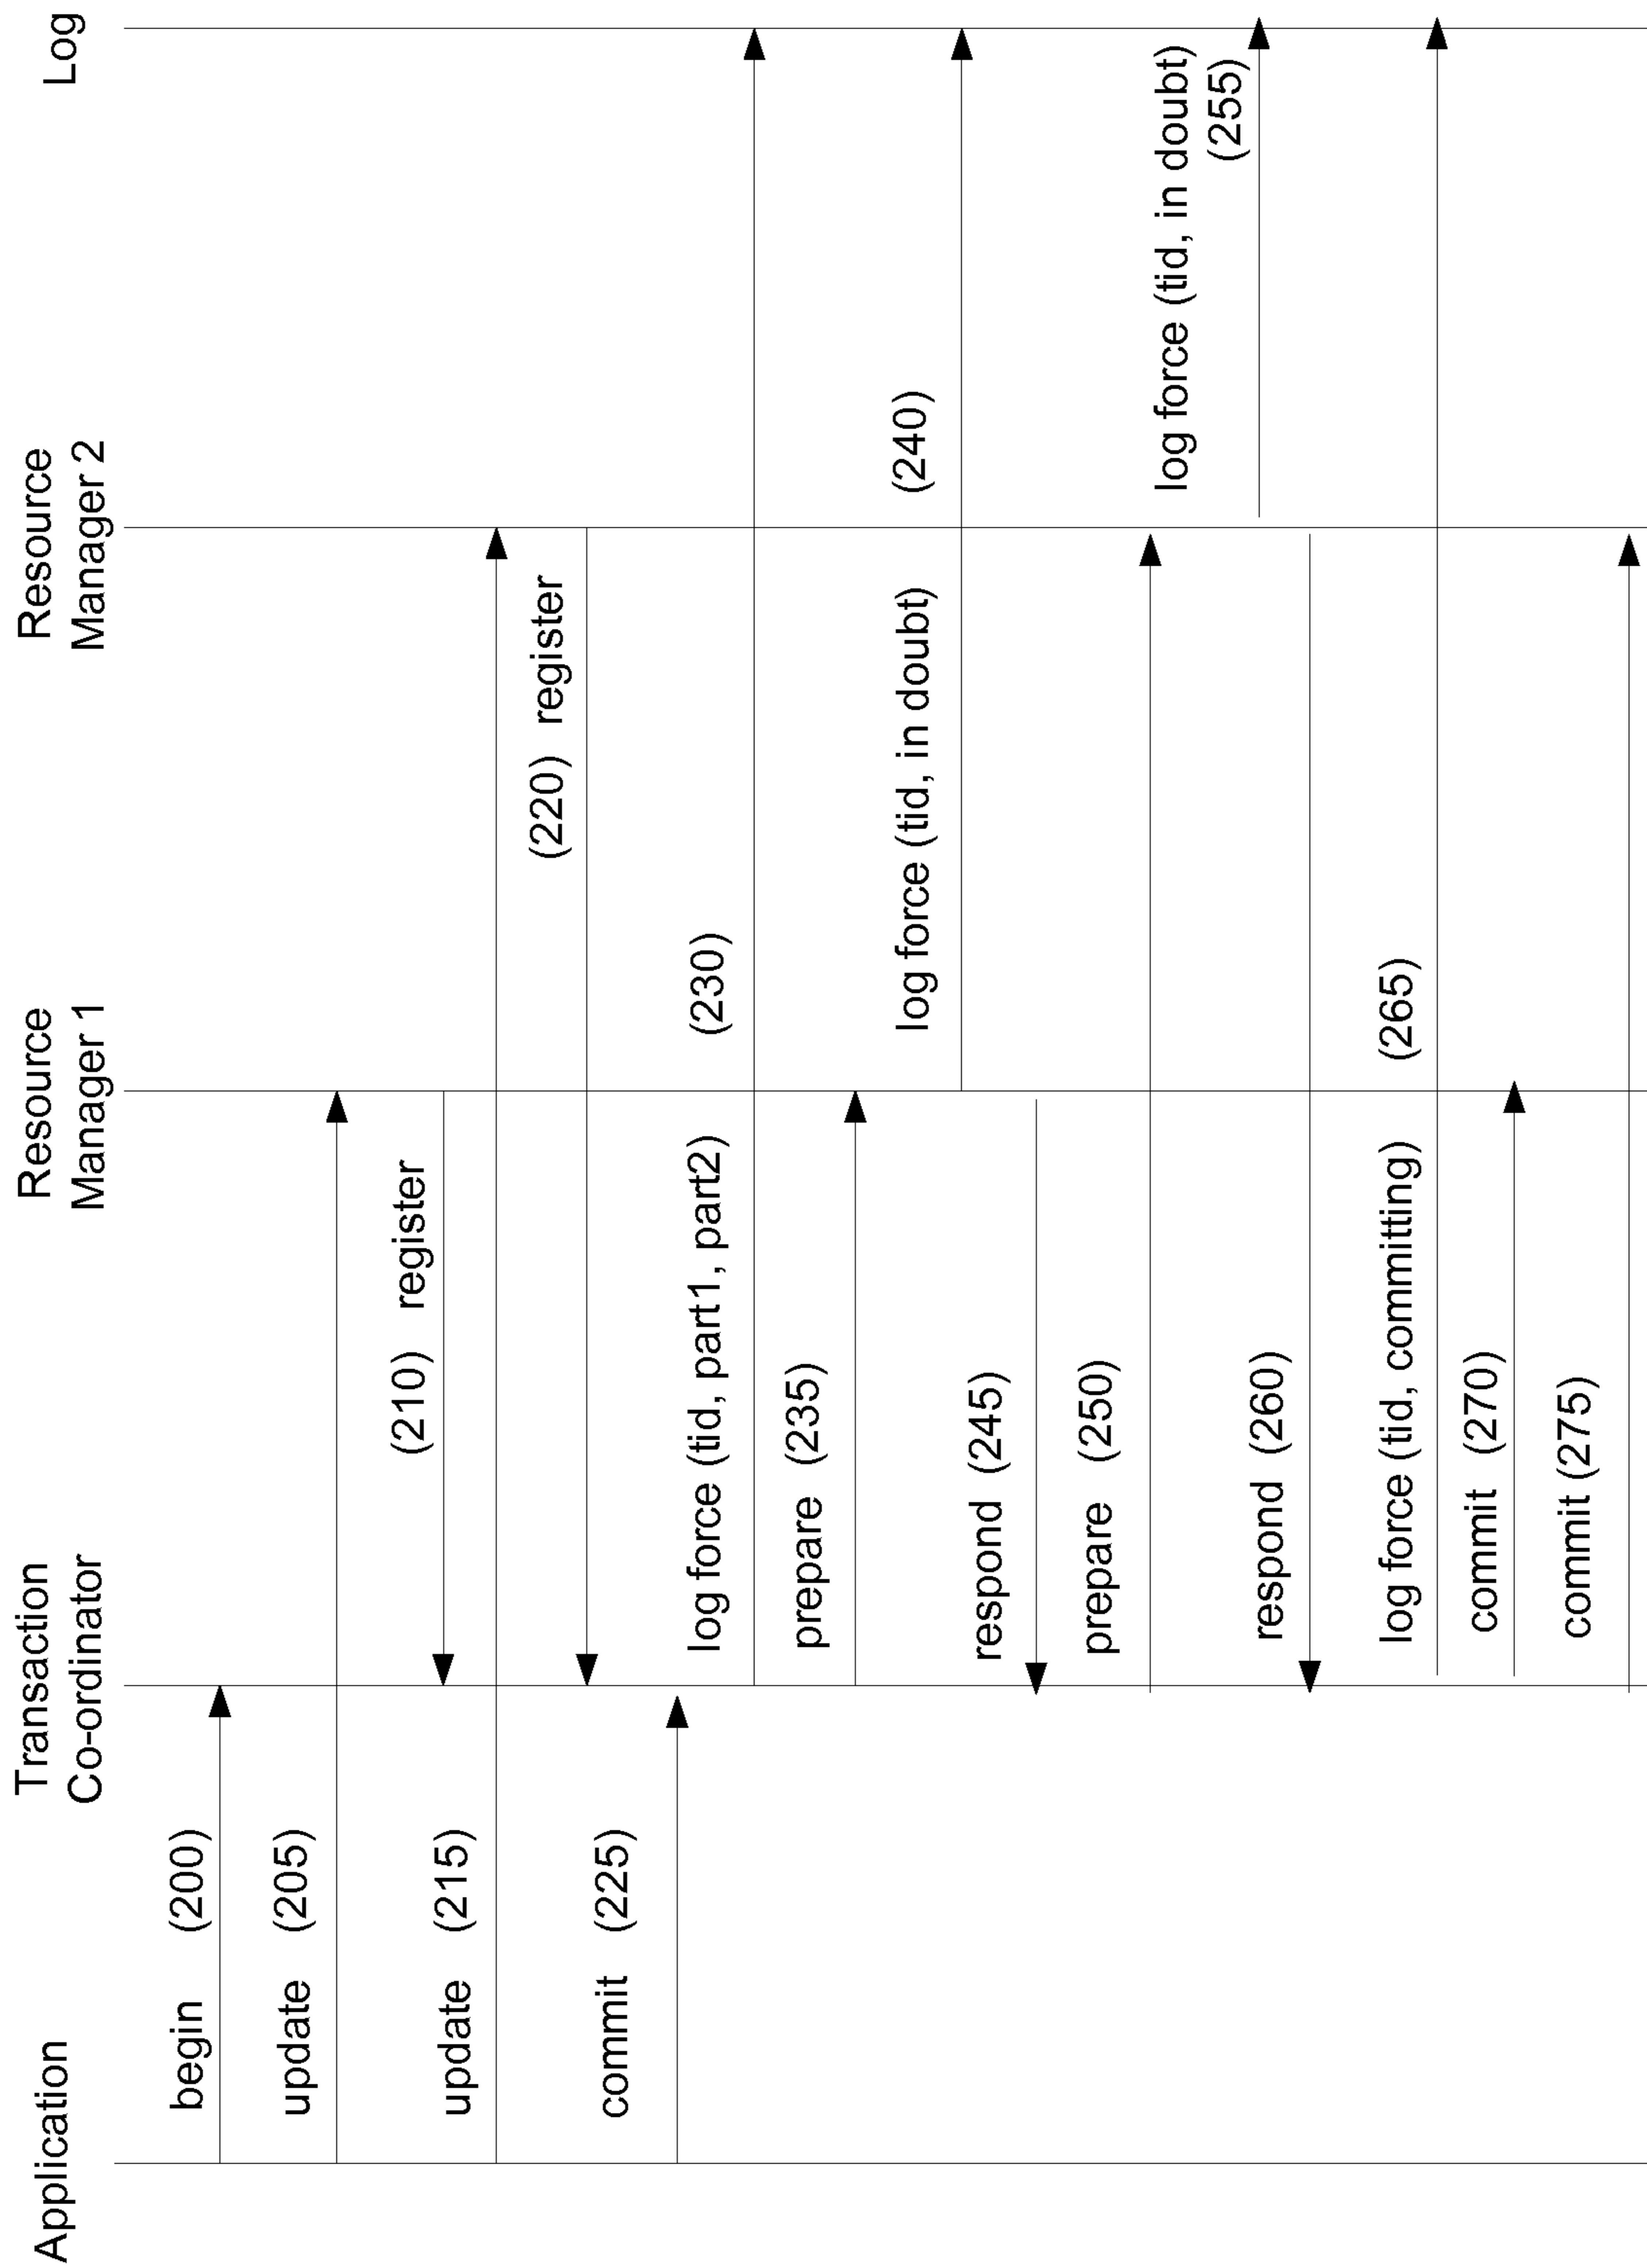 Application
Transaction
Co-ordinator
Resource
Manager 1
Resource
Manager 2
Log
begin (200)
update (205)
(210) register
update (215)
(220) register
commit (225)
log force (tid, part1, part2) (230)
prepare (235)
log force (tid, in doubt) (240)
respond (245)
prepare (250)
log force (tid, in doubt)
(255)
respond (260)
log force (tid, committing) (265)
commit (270)
commit (275)